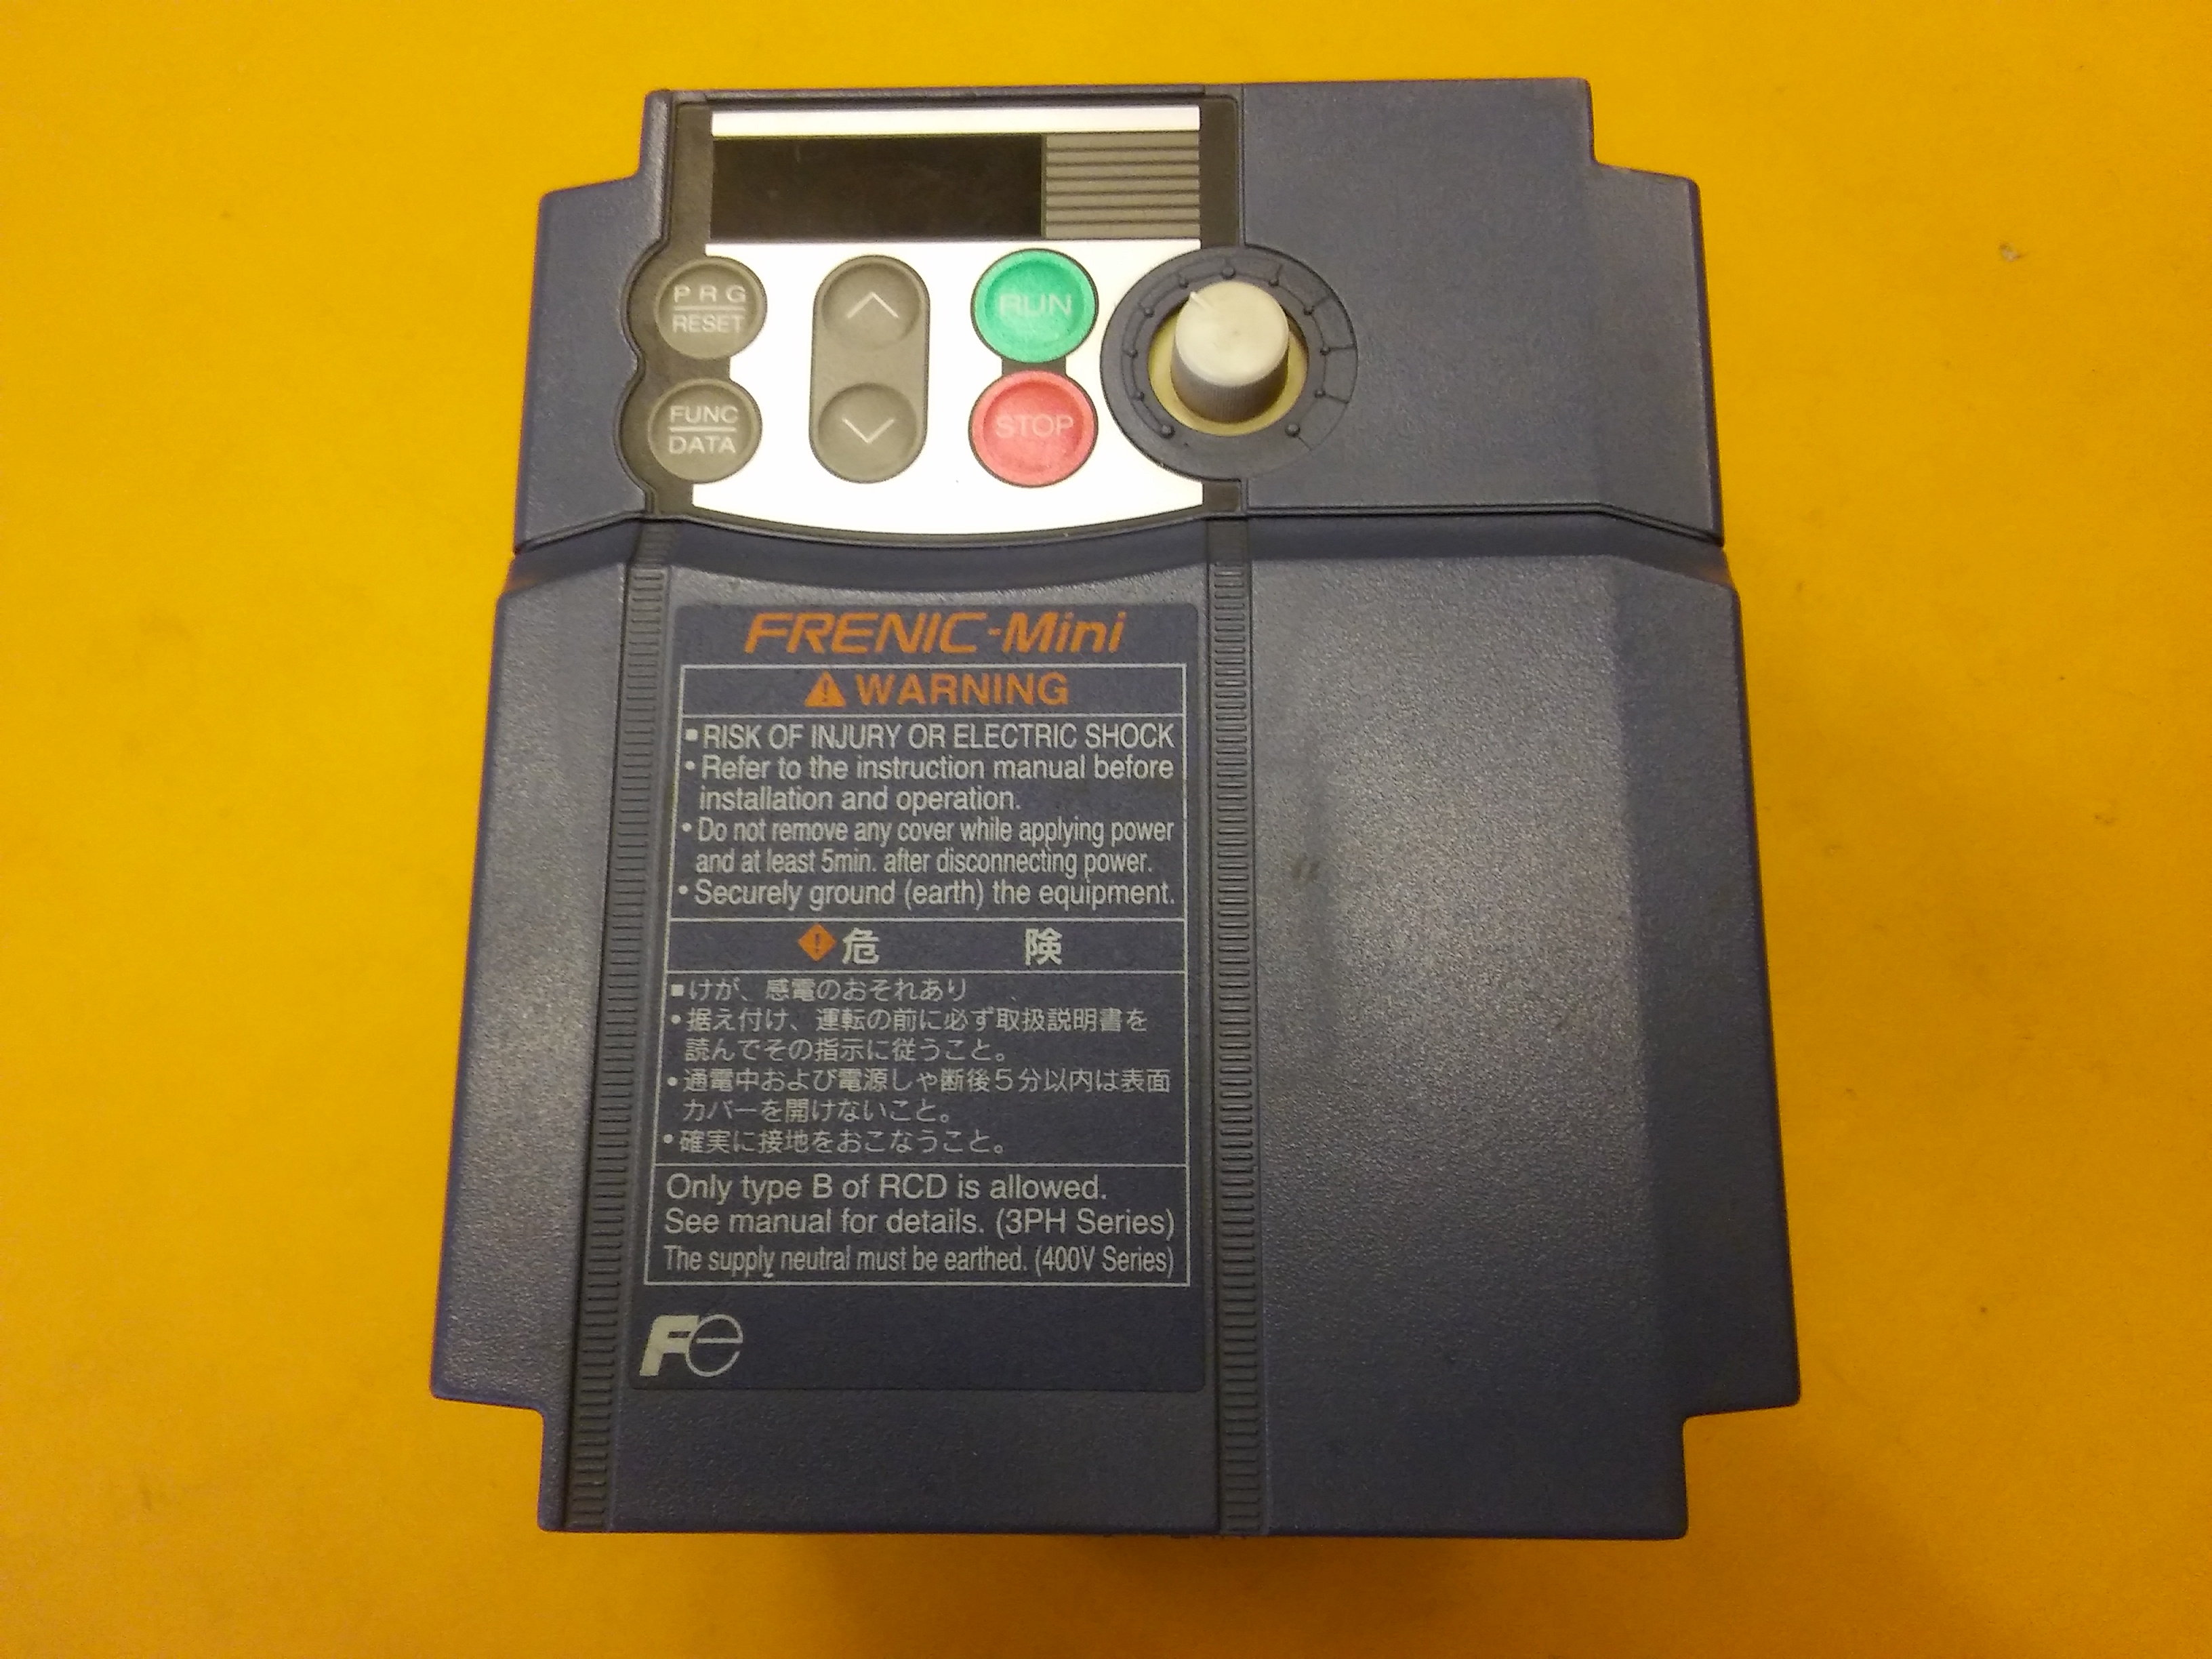 PRG
RESET
RUN
FUNC
DATA
STOP
FRENIC-Mini
WARNING
▪RISK OF INJURY OR ELECTRIC SHOCK
•Refer to the instruction manual before
installation and operation.
•Do not remove any cover while applying power
and at least 5min. after disconnecting power.
•Securely ground (earth) the equipment.
危 険
▪けが、感電のおそれあり
•据え付け、運転の前に必ず取扱説明書を
読んでその指示に従うこと。
•通電中および電源しゃ断後5分以内は表面
カバーを開けないこと。
•確実に接地をおこなうこと。
Only type B of RCD is allowed.
See manual for details. (3PH Series)
The supply neutral must be earthed. (400V Series)
Fe